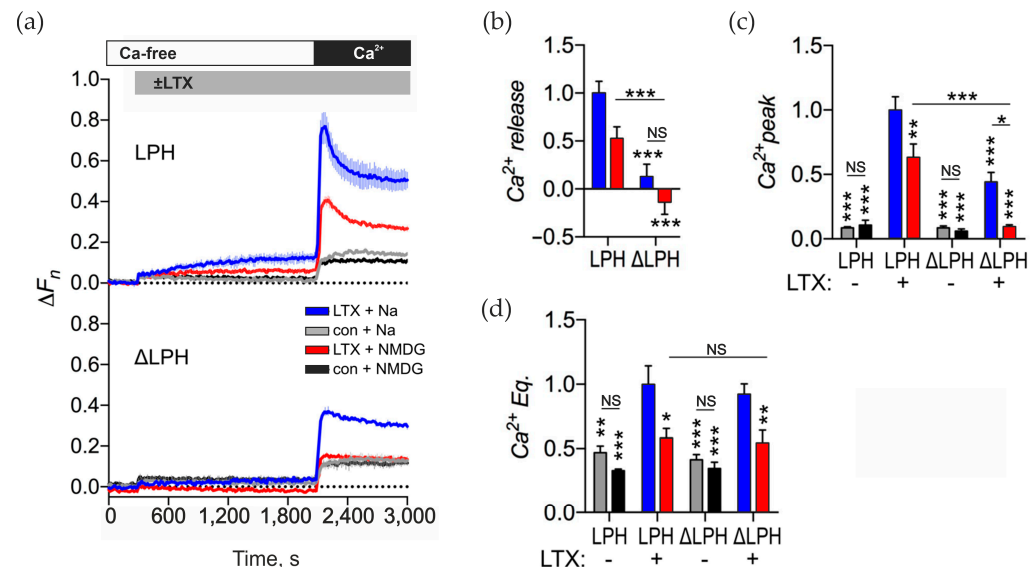 (a)
Ca-free
Ca²⁺
±LTX
LPH
1.0
0.8
0.6
0.4
0.2
0.0
ΔFₙ
LTX + Na
con + Na
LTX + NMDG
con + NMDG
ΔLPH
0.8
0.6
0.4
0.2
0.0
0 600 1,200 1,800 2,400 3,000
Time, s
(b)
Ca²⁺ release
1.5
1.0
0.5
0.0
−0.5
***
NS
***
***
LPH ΔLPH
(c)
Ca²⁺peak
1.5
1.0
0.5
0.0
***
*
NS
**
NS
***
***
***
***
***
***
***
LPH LPH ΔLPH ΔLPH
LTX: - + - +
(d)
Ca²⁺ Eq.
1.5
1.0
0.5
0.0
NS
NS
NS
**
***
*
***
***
**
LPH LPH ΔLPH ΔLPH
LTX: - + - +